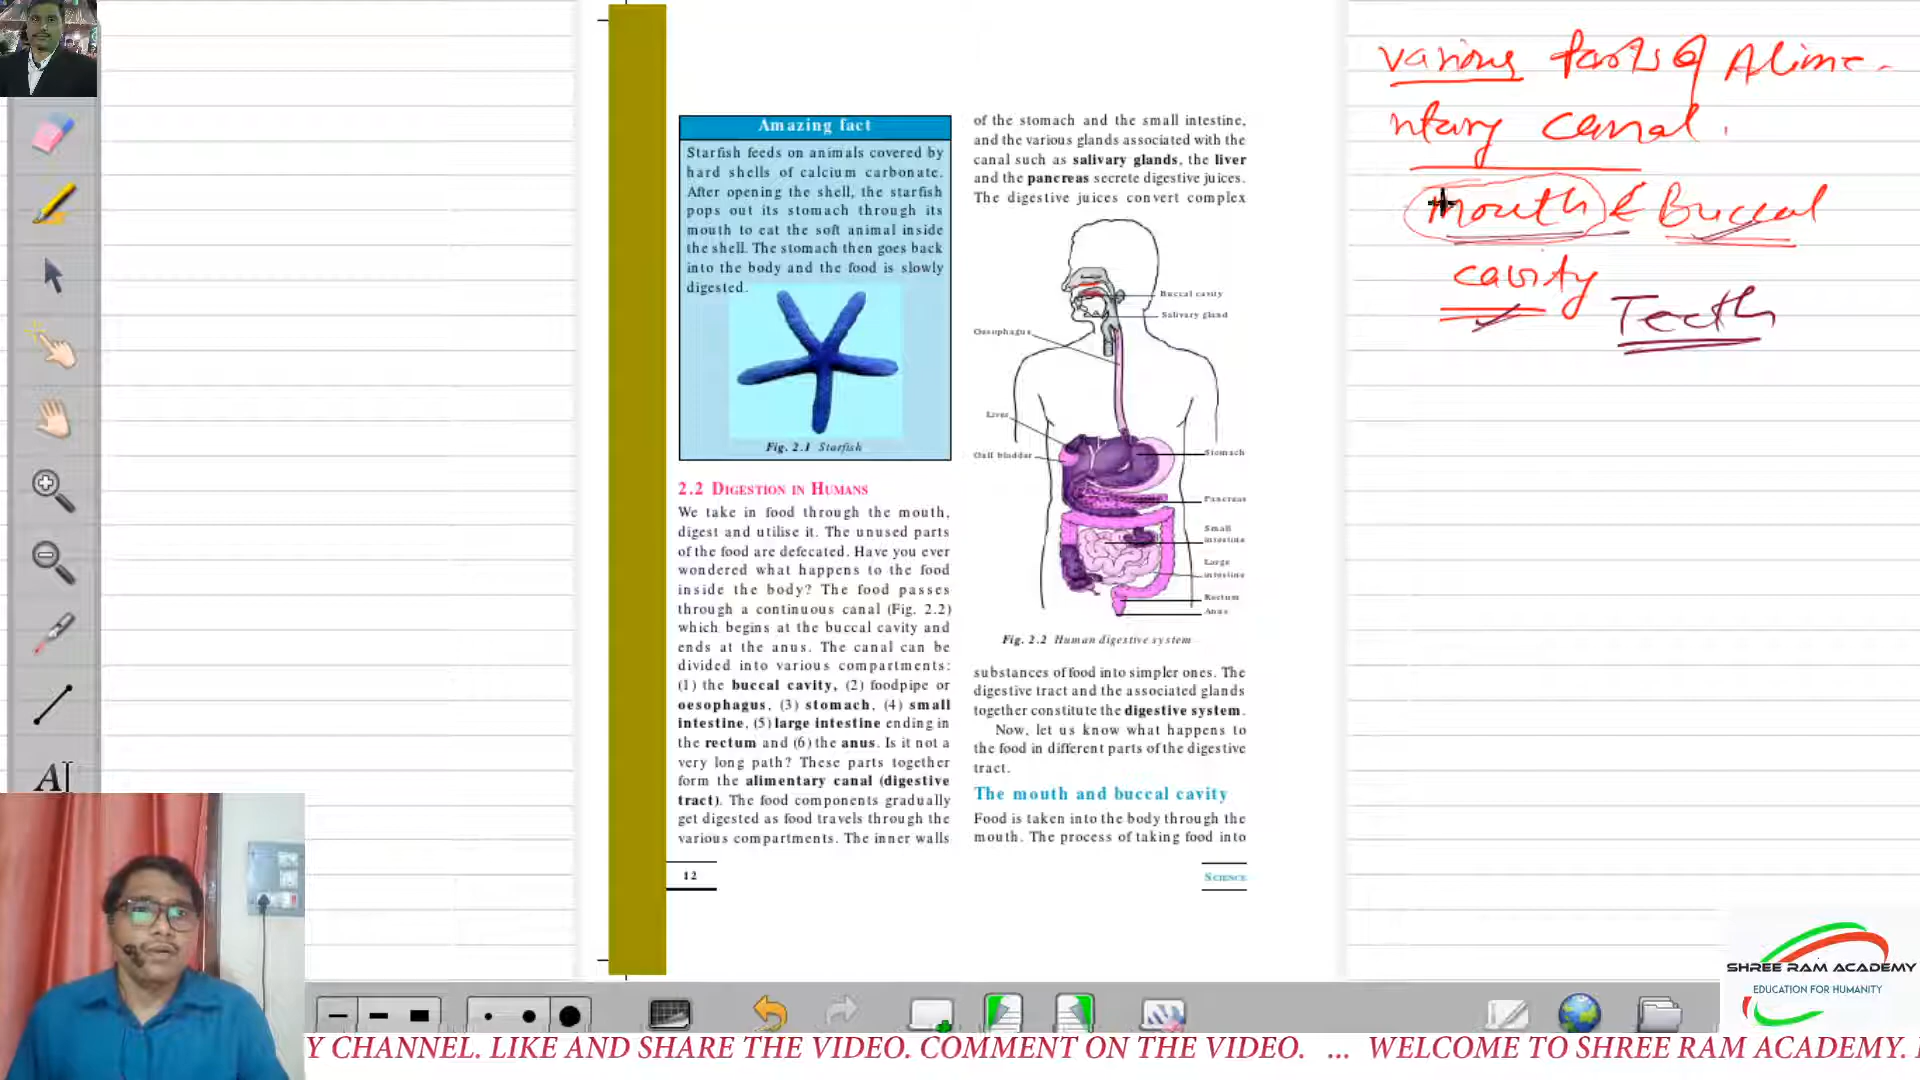 Amazing fact
Starfish feeds on animals covered by
hard shells of calcium carbonate.
After opening the shell, the starfish
pops out its stomach through its
mouth to eat the soft animal inside
the shell. The stomach then goes back
into the body and the food is slowly
digested.
Fig. 2.1 Starfish
2.2 DIGESTION IN HUMANS
We take in food through the mouth,
digest and utilise it. The unused parts
of the food are defecated. Have you ever
wondered what happens to the food
inside the body? The food passes
through a continuous canal (Fig. 2.2)
which begins at the buccal cavity and
ends at the anus. The canal can be
divided into various compartments:
(1) the buccal cavity, (2) foodpipe or
oesophagus, (3) stomach, (4) small
intestine, (5) large intestine ending in
the rectum and (6) the anus. Is it not a
very long path? These parts together
form the alimentary canal (digestive
tract). The food components gradually
get digested as food travels through the
various compartments. The inner walls
12
of the stomach and the small intestine,
and the various glands associated with the
canal such as salivary glands, the liver
and the pancreas secrete digestive juices.
The digestive juices convert complex
Buccal cavity
Salivary gland
Oesophagus
Liver
Gall bladder
Stomach
Pancreas
Small
intestine
Large
intestine
Rectum
Anus
Fig. 2.2 Human digestive system
substances of food into simpler ones. The
digestive tract and the associated glands
together constitute the digestive system.
Now, let us know what happens to
the food in different parts of the digestive
tract.
The mouth and buccal cavity
Food is taken into the body through the
mouth. The process of taking food into
SCIENCE
various parts of Alime-
ntary canal.
mouth & Buccal
cavity
Teeth
A
SHREE RAM ACADEMY
EDUCATION FOR HUMANITY
Y CHANNEL. LIKE AND SHARE THE VIDEO. COMMENT ON THE VIDEO. ... WELCOME TO SHREE RAM ACADEMY.